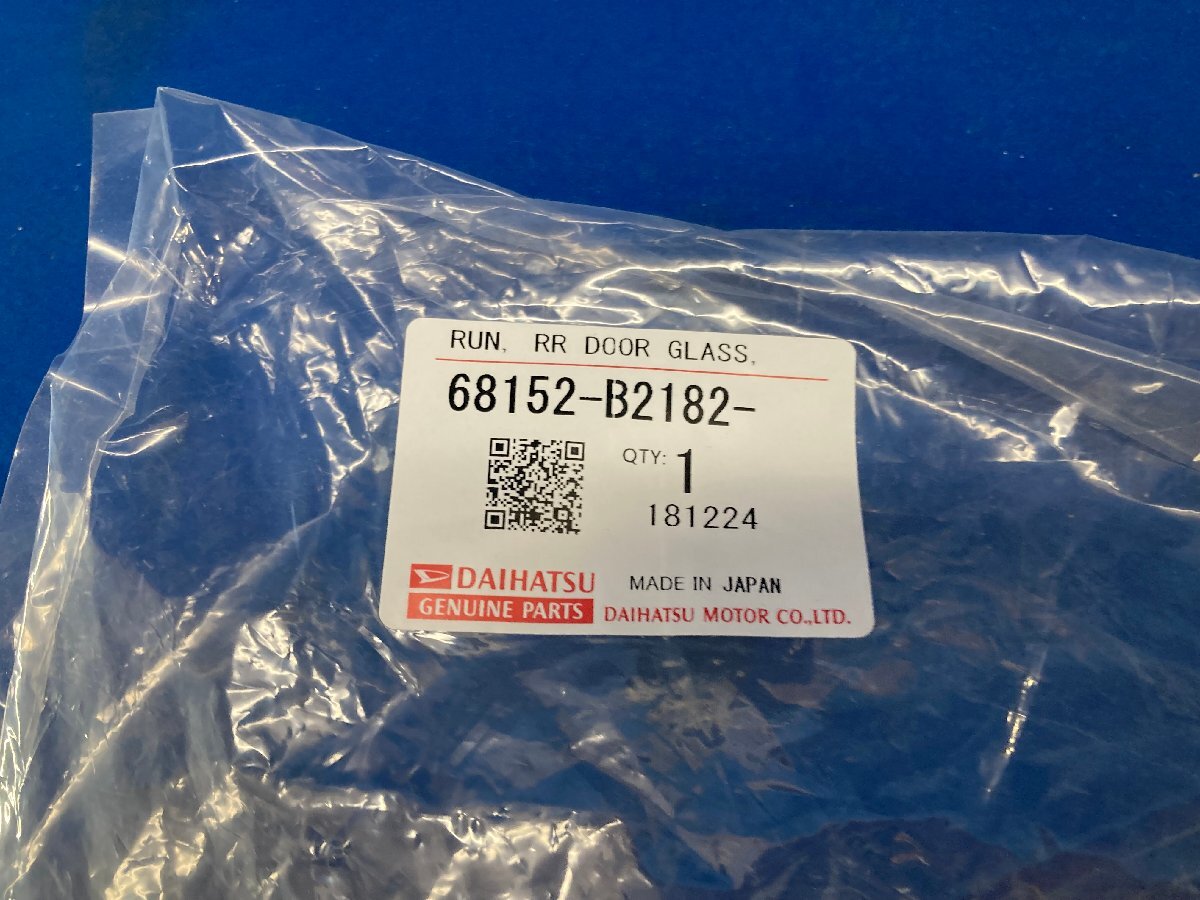 RUN, RR DOOR GLASS,
68152-B2182-
QTY: 1
181224
DAIHATSU
GENUINE PARTS
MADE IN JAPAN
DAIHATSU MOTOR CO.,LTD.